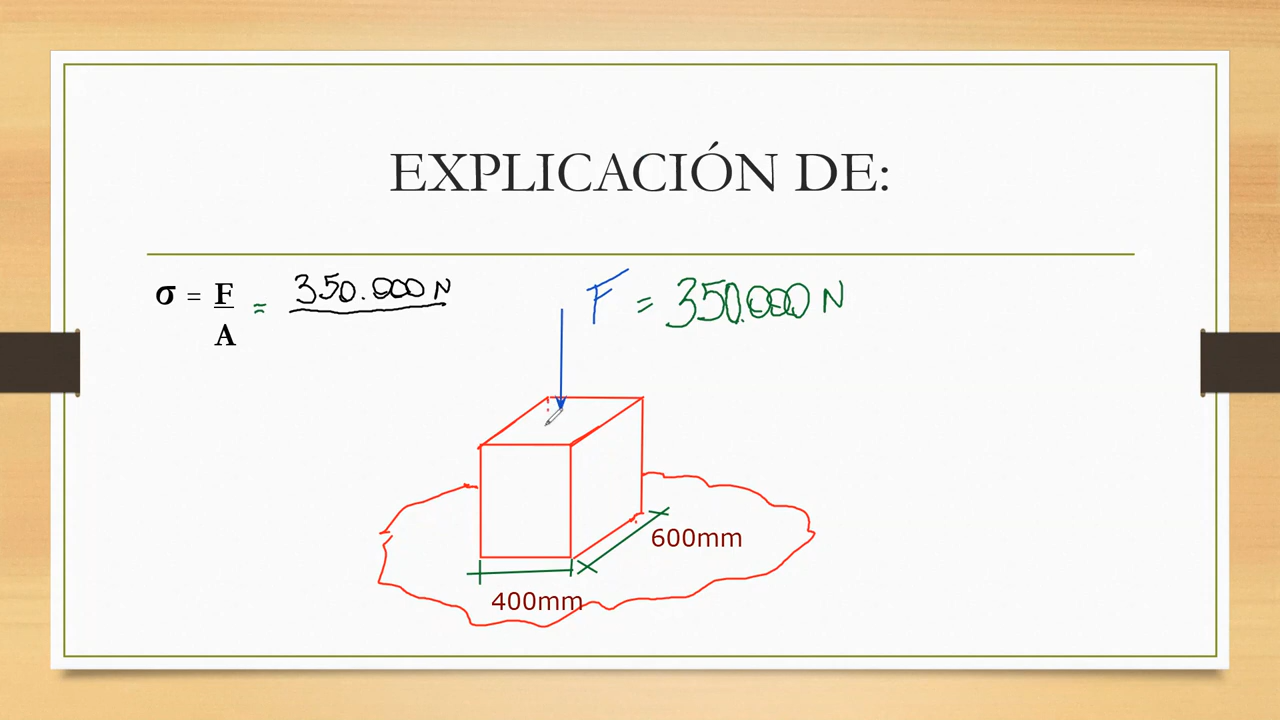 EXPLICACIÓN DE:
σ = F
A
≈ 350.000 N
F = 350.000 N
600mm
400mm